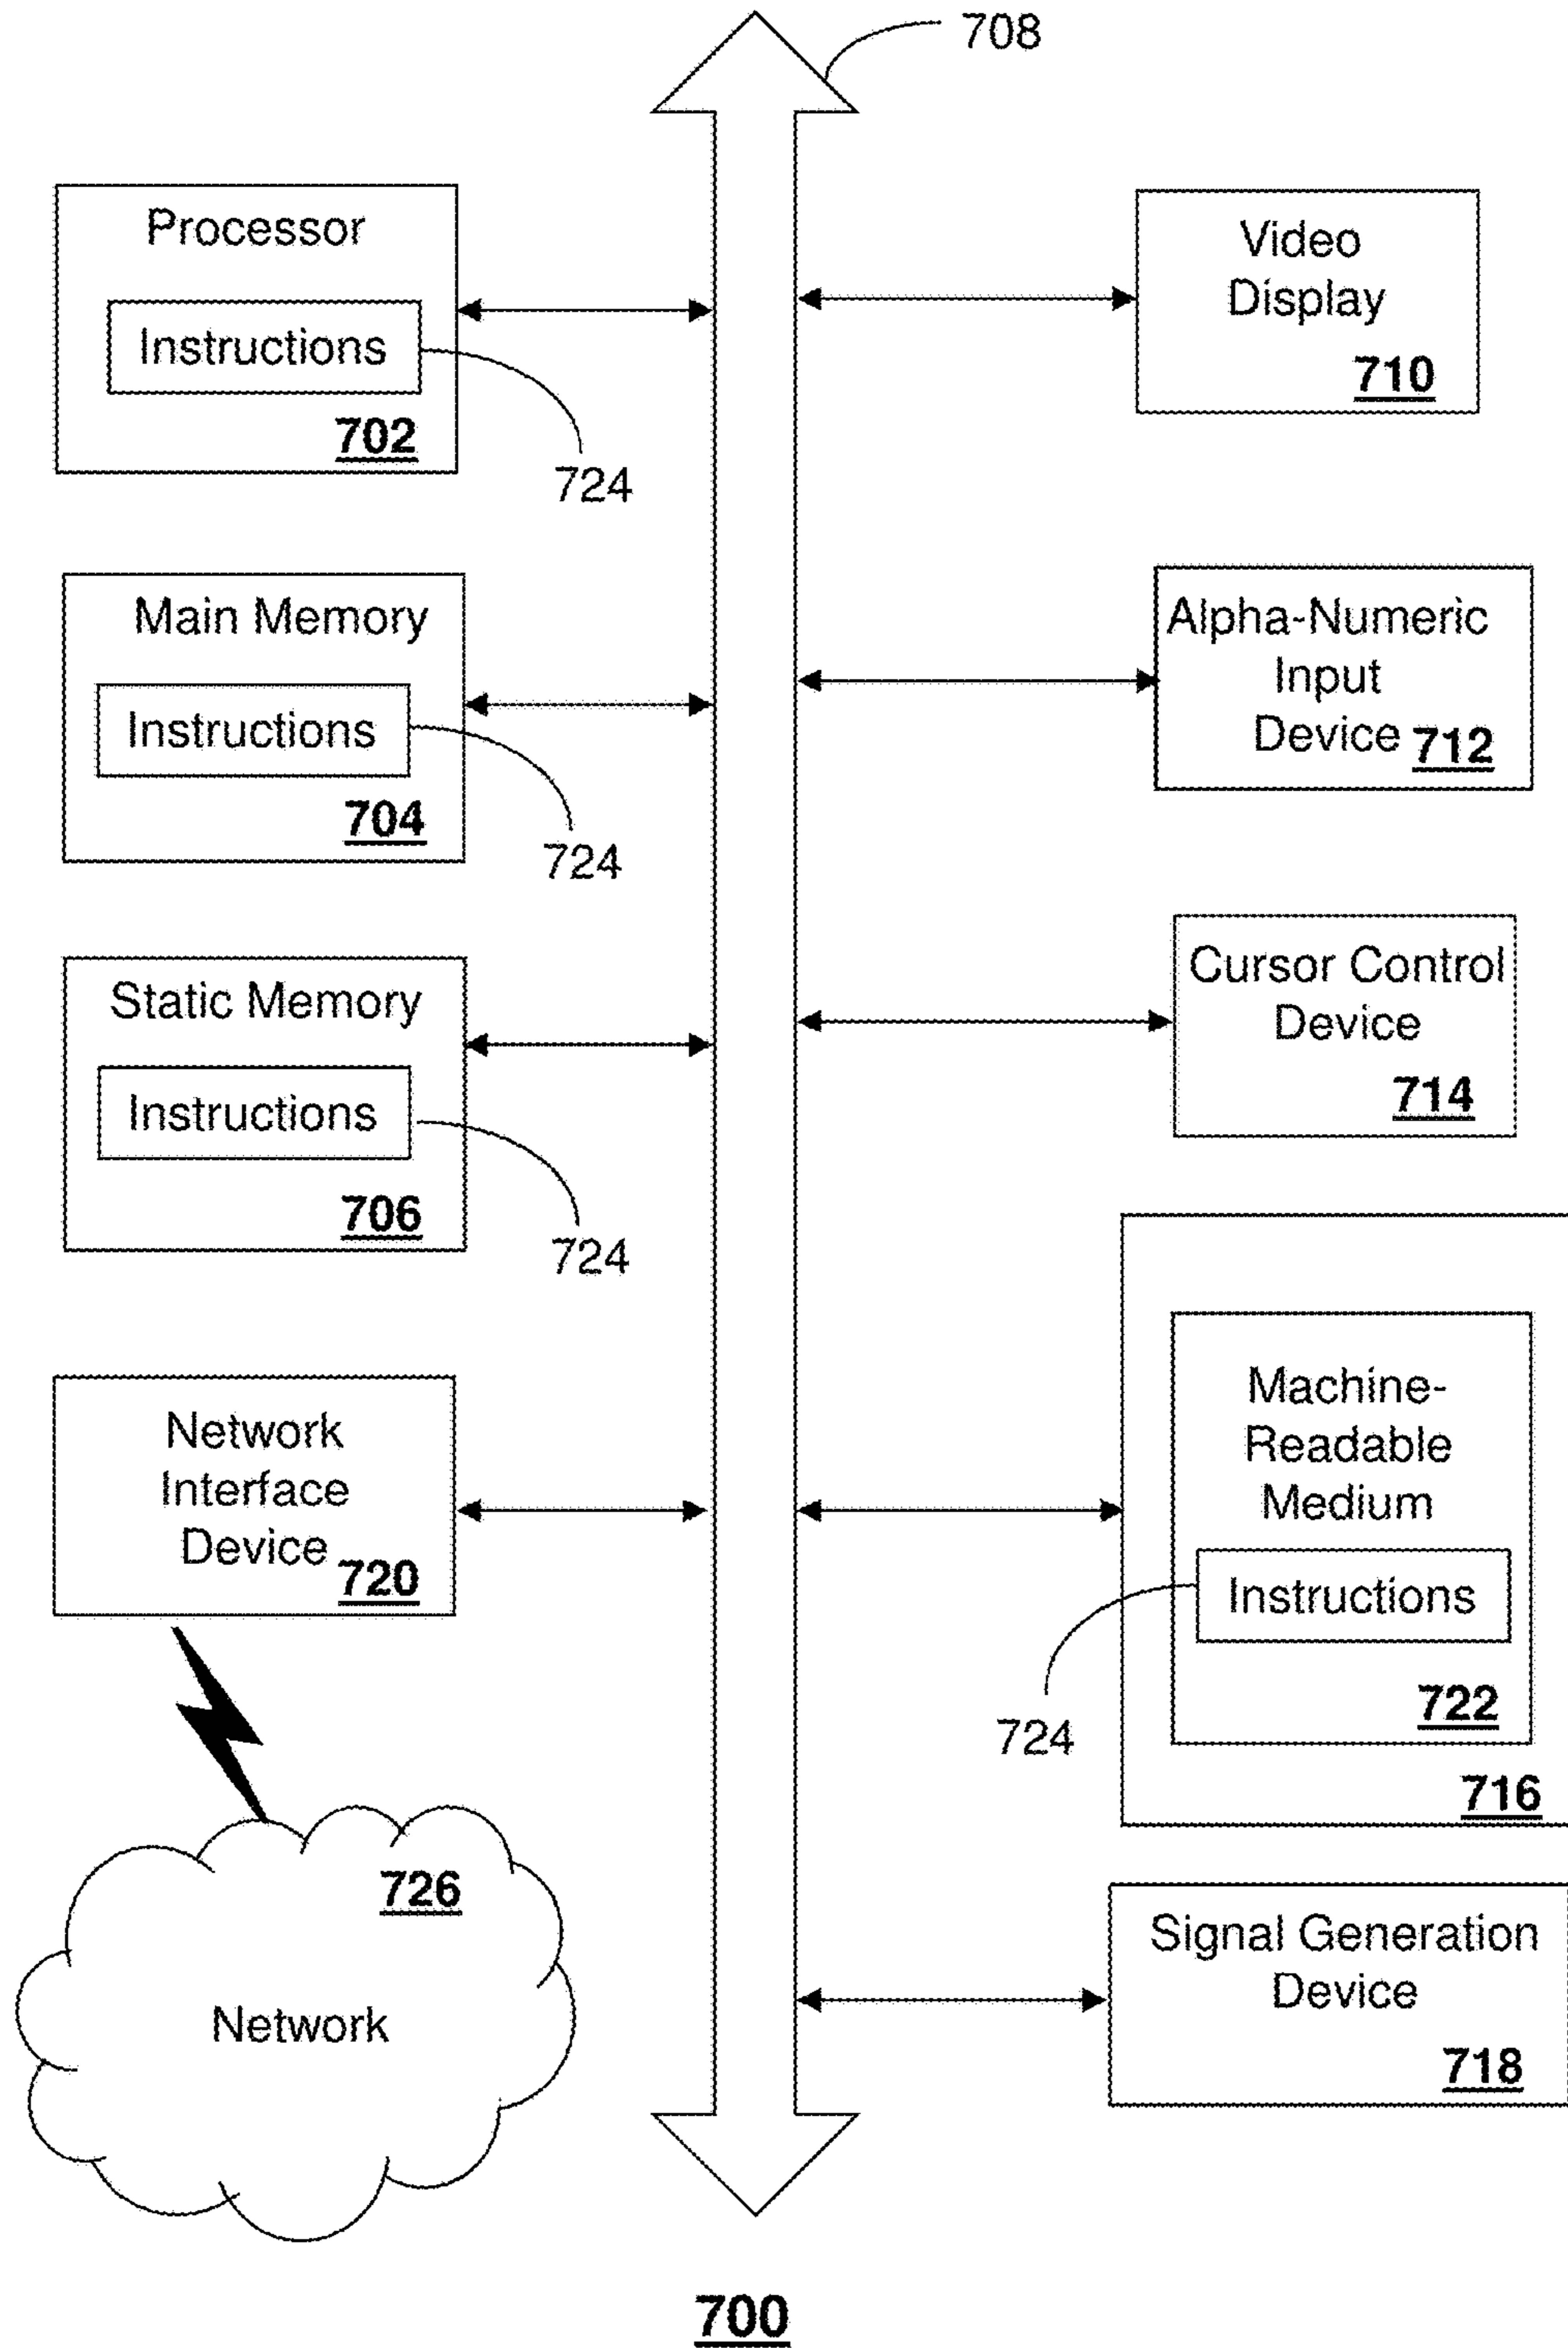 708
Processor
Instructions
702
724
Main Memory
Instructions
704
724
Static Memory
Instructions
706
724
Network
Interface
Device
720
726
Network
Video
Display
710
Alpha-Numeric
Input
Device
712
Cursor Control
Device
714
Machine-
Readable
Medium
Instructions
722
724
716
Signal Generation
Device
718
700